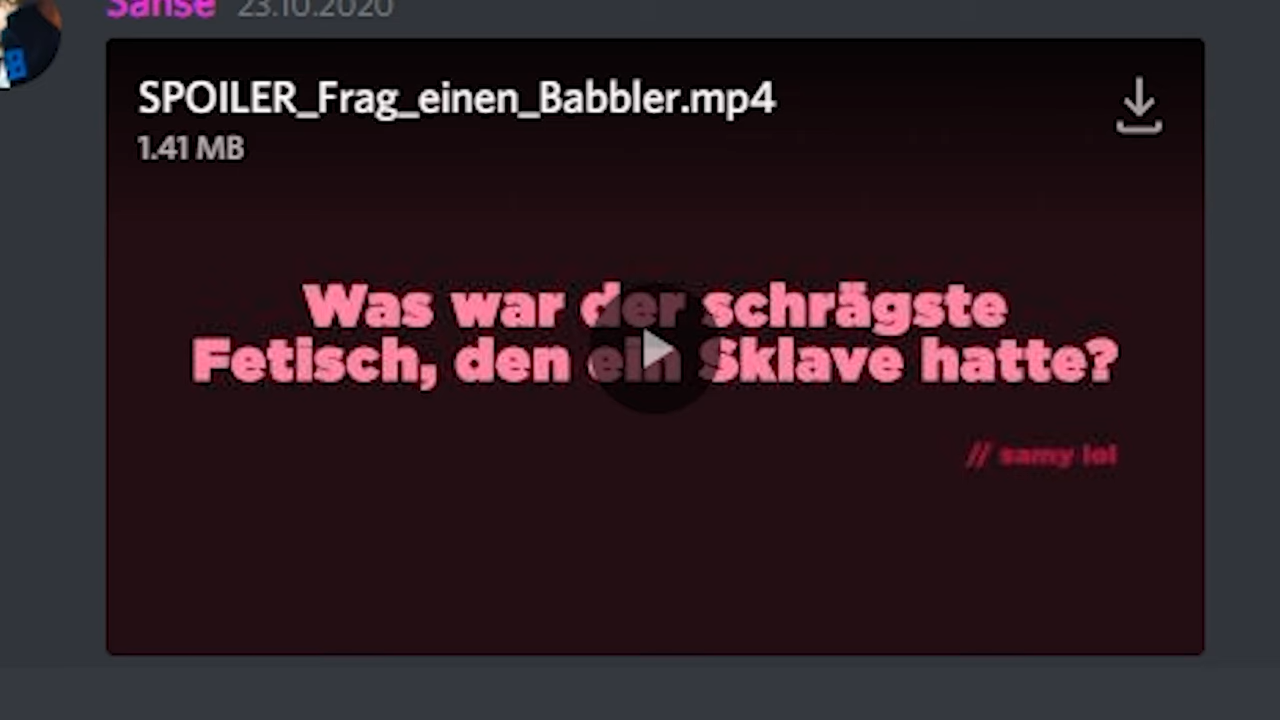 Sanse 23.10.2020
SPOILER_Frag_einen_Babbler.mp4
1.41 MB
Was war der schrägste
Fetisch, den ein Sklave hatte?
// samy lol